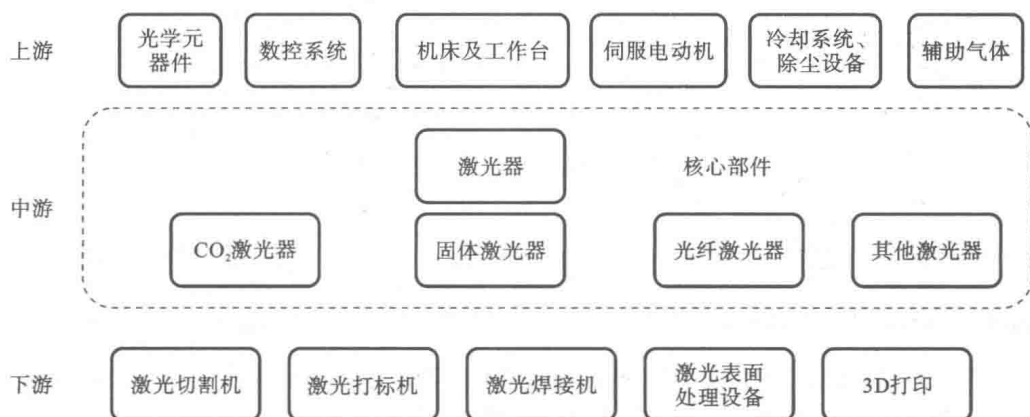 上游
光学元
器件
数控系统
机床及工作台
伺服电动机
冷却系统、
除尘设备
辅助气体
中游
激光器
核心部件
CO₂激光器
固体激光器
光纤激光器
其他激光器
下游
激光切割机
激光打标机
激光焊接机
激光表面
处理设备
3D打印